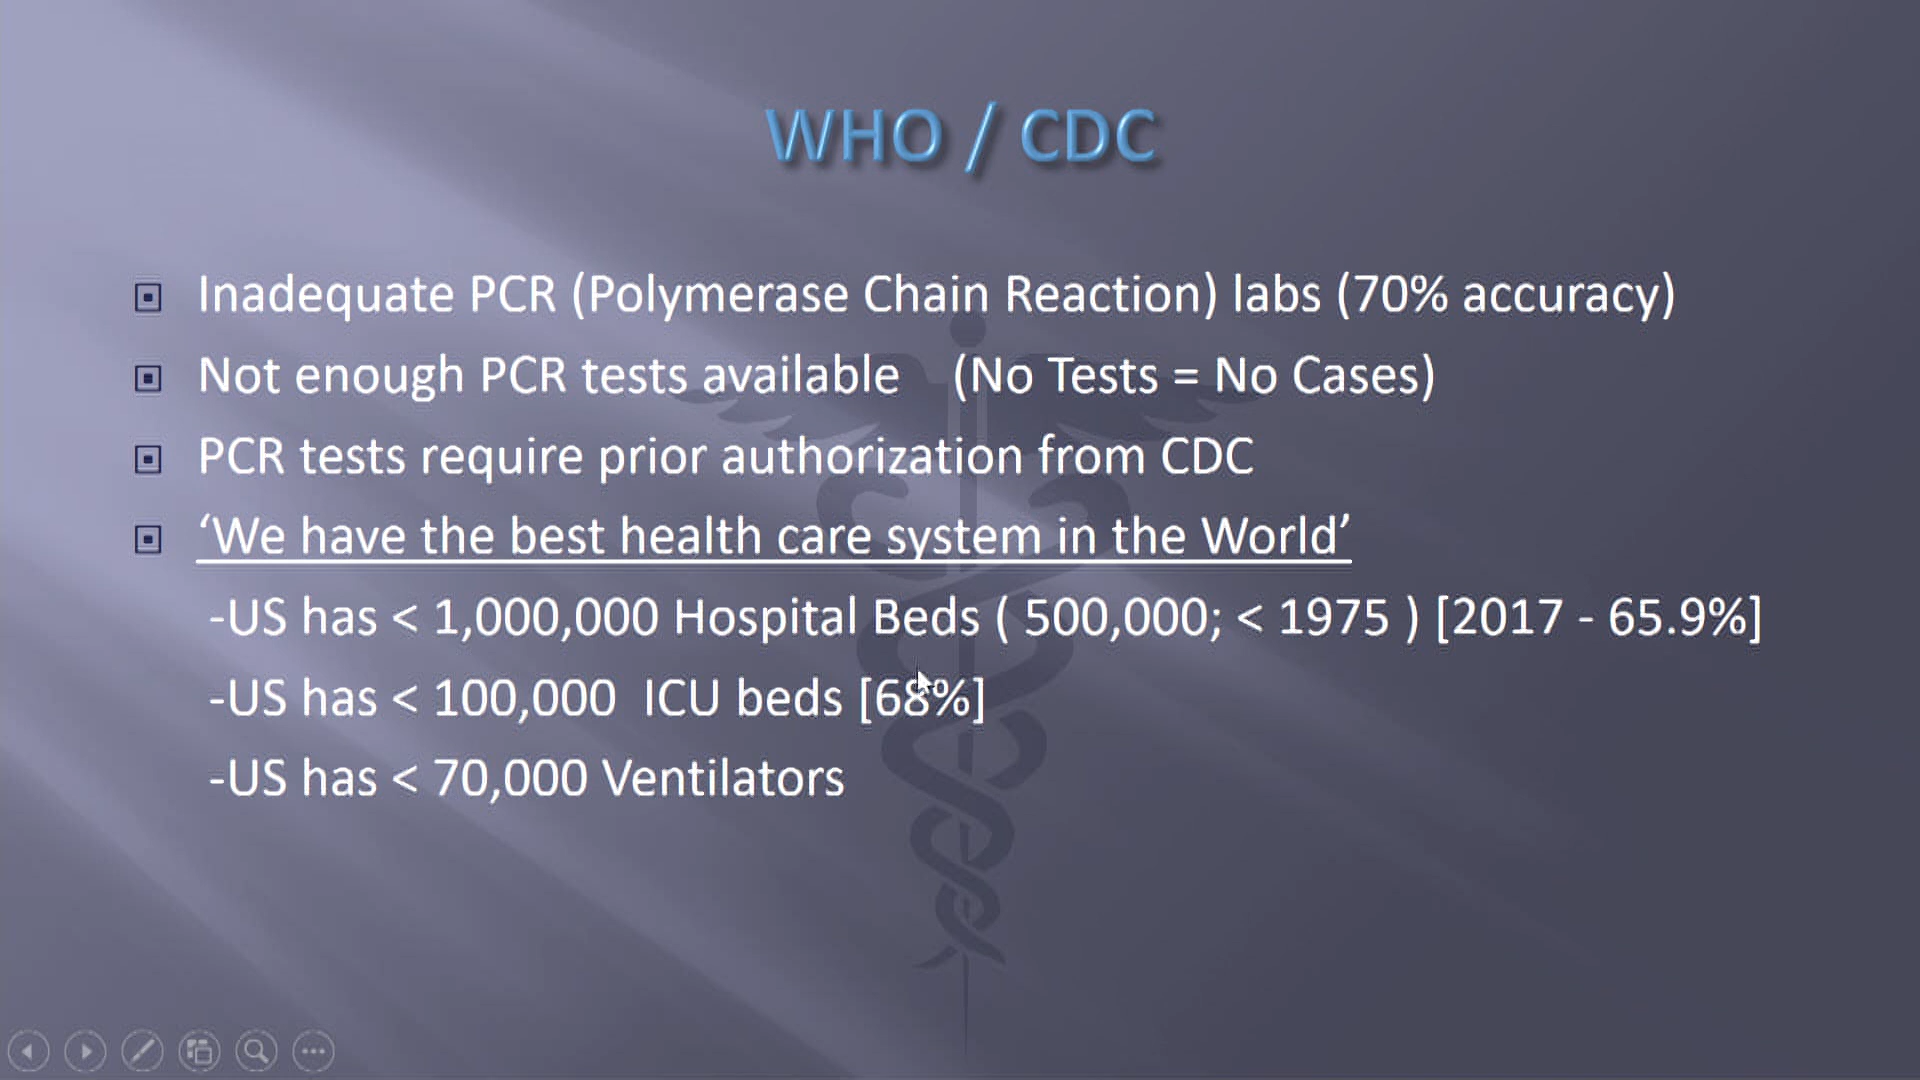 WHO / CDC
Inadequate PCR (Polymerase Chain Reaction) labs (70% accuracy)
Not enough PCR tests available (No Tests = No Cases)
PCR tests require prior authorization from CDC
‘We have the best health care system in the World’
-US has < 1,000,000 Hospital Beds ( 500,000; < 1975 ) [2017 - 65.9%]
-US has < 100,000 ICU beds [68%]
-US has < 70,000 Ventilators